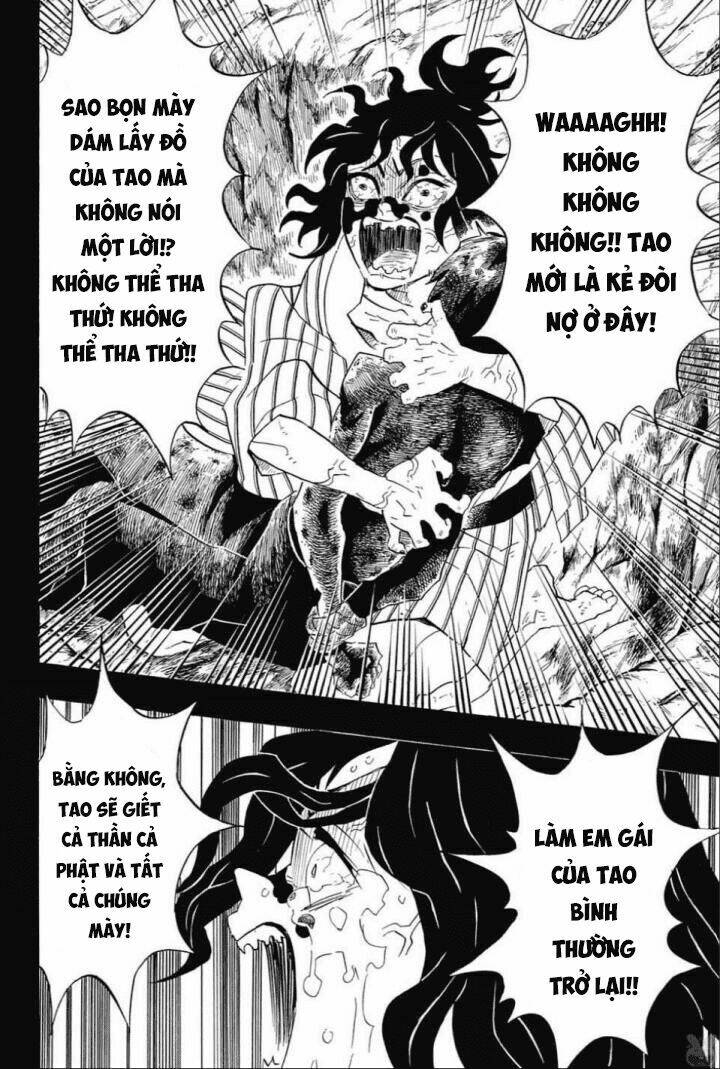 WAAAAGHH!
KHÔNG
KHÔNG
KHÔNG!! TAO
MỚI LÀ KẺ ĐÒI
NỢ Ở ĐÂY!
SAO BỌN MÀY
DÁM LẤY ĐỒ
CỦA TAO MÀ
KHÔNG NÓI
MỘT LỜI!?
KHÔNG THỂ THA
THỨ! KHÔNG
THỂ THA THỨ!!
LÀM EM GÁI
CỦA TAO
BÌNH
THƯỜNG
TRỞ LẠI!!
BẰNG KHÔNG,
TAO SẼ GIẾT
CẢ THẦN CẢ
PHẬT VÀ TẤT
CẢ CHÚNG
MÀY!